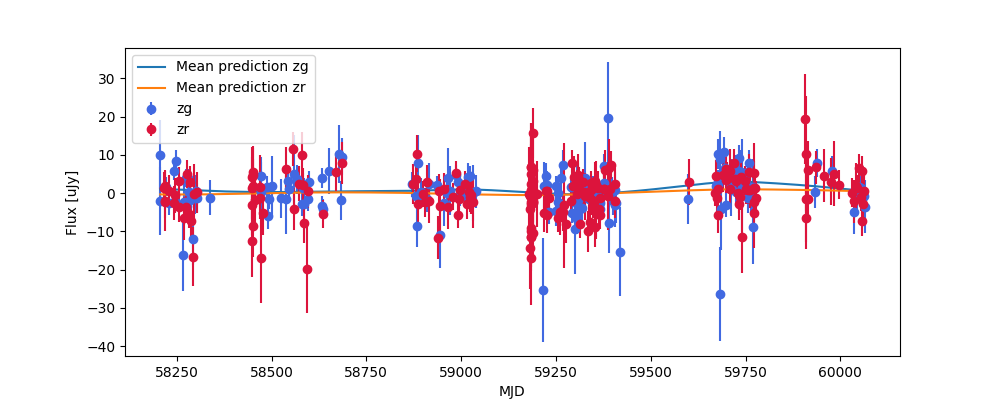 Mean prediction zg
Mean prediction zr
zg
zr
Flux [uJy]
30
20
10
0
−10
−20
−30
−40
58250 58500 58750 59000 59250 59500 59750 60000
MJD